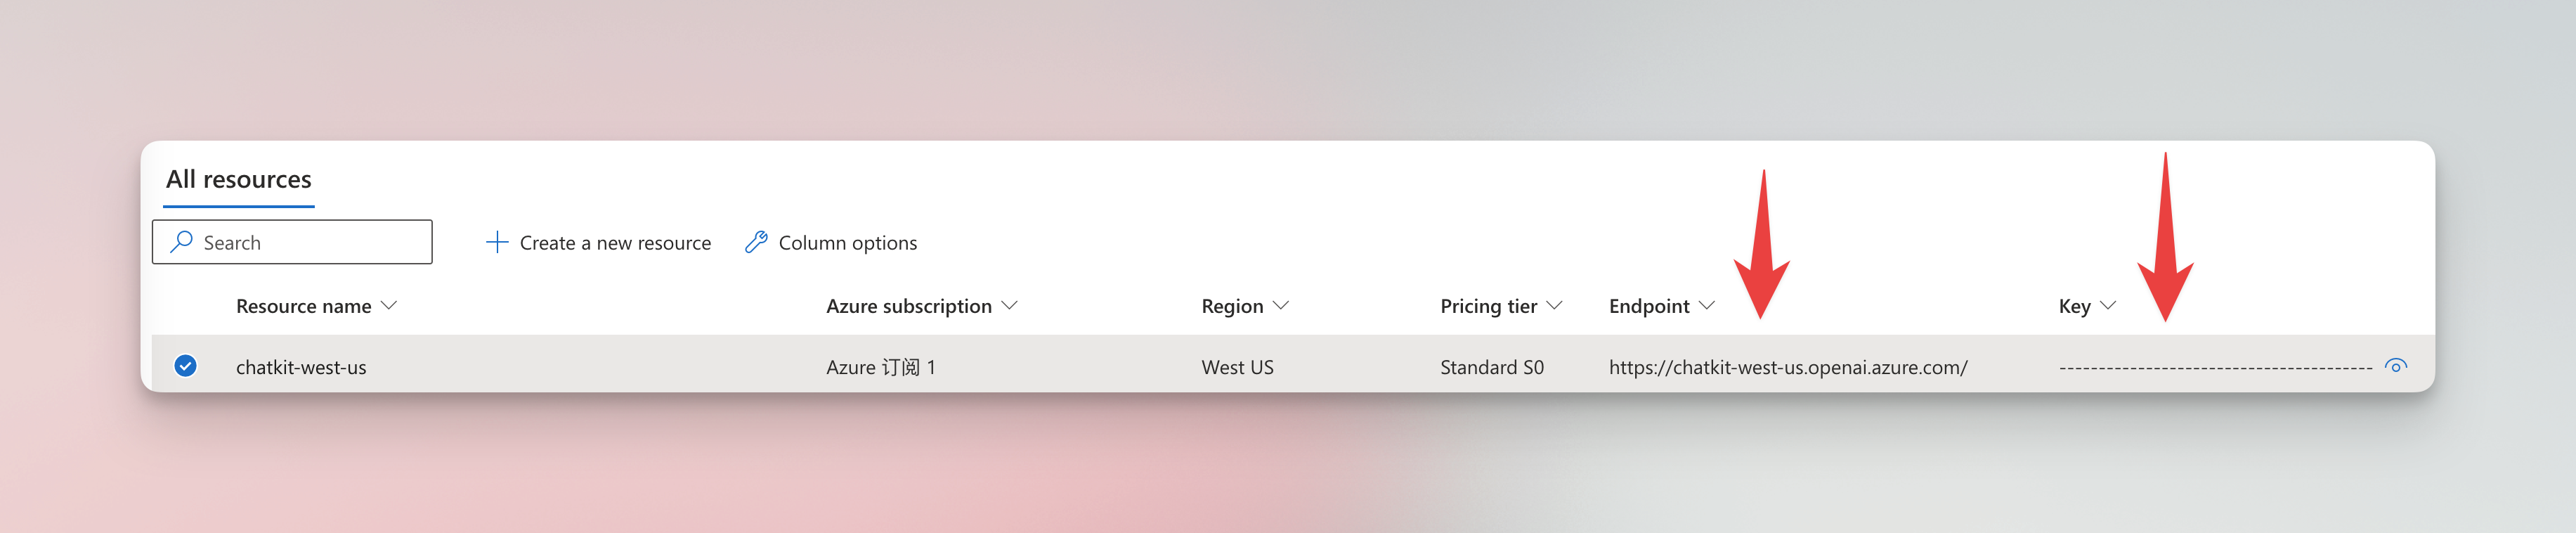 All resources
Search
Create a new resource
Column options
Resource name Azure subscription Region Pricing tier Endpoint Key
chatkit-west-us Azure 订阅 1 West US Standard S0 https://chatkit-west-us.openai.azure.com/ ----------------------------------------